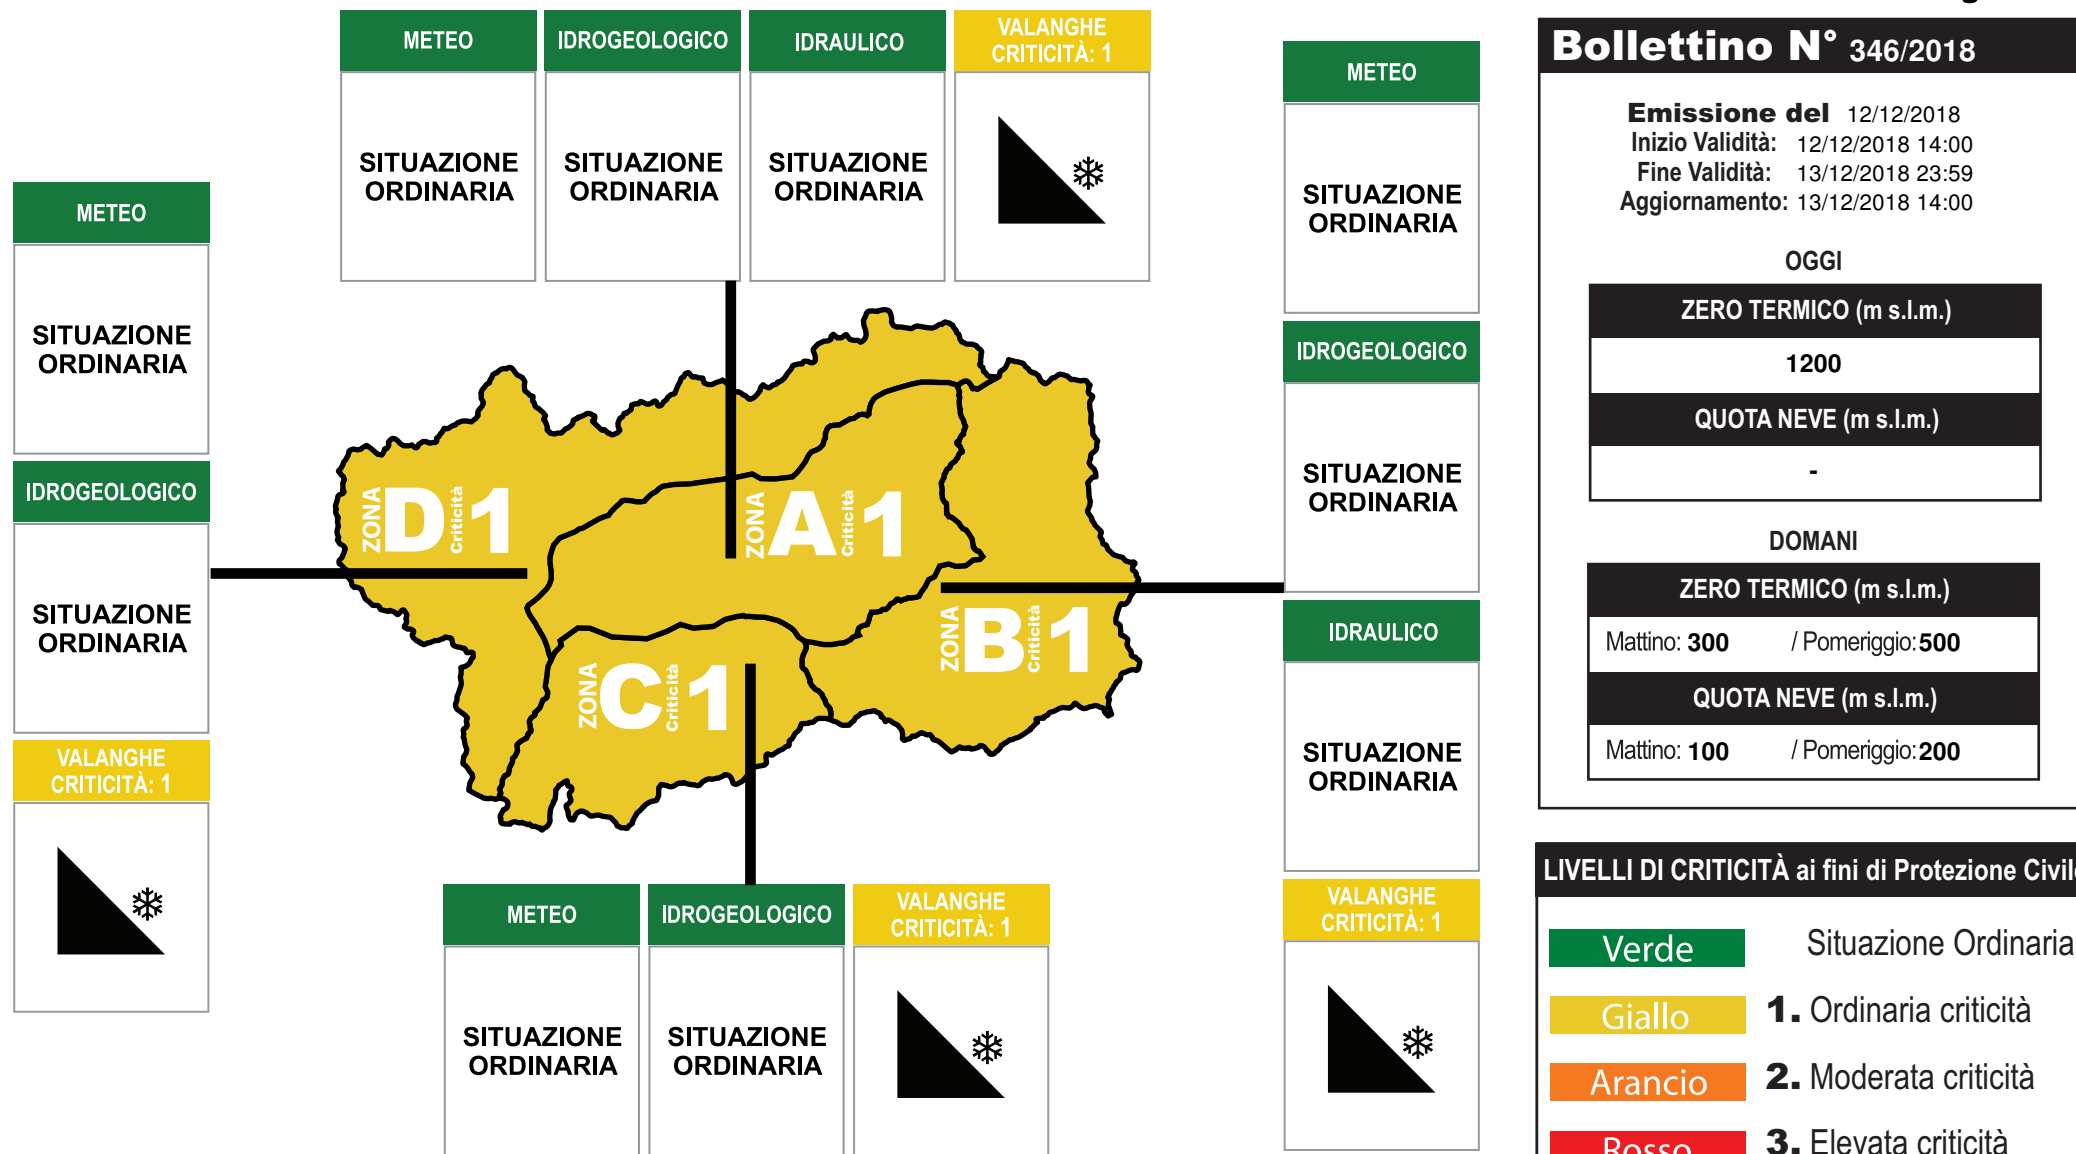 METEO
SITUAZIONE
ORDINARIA
IDROGEOLOGICO
SITUAZIONE
ORDINARIA
IDRAULICO
SITUAZIONE
ORDINARIA
VALANGHE
CRITICITÀ: 1
METEO
SITUAZIONE
ORDINARIA
IDROGEOLOGICO
SITUAZIONE
ORDINARIA
VALANGHE
CRITICITÀ: 1
ZONA D Criticità 1
ZONA A Criticità 1
ZONA B Criticità 1
ZONA C Criticità 1
METEO
SITUAZIONE
ORDINARIA
IDROGEOLOGICO
SITUAZIONE
ORDINARIA
VALANGHE
CRITICITÀ: 1
METEO
SITUAZIONE
ORDINARIA
IDROGEOLOGICO
SITUAZIONE
ORDINARIA
IDRAULICO
SITUAZIONE
ORDINARIA
VALANGHE
CRITICITÀ: 1
Bollettino N° 346/2018
Emissione del 12/12/2018
Inizio Validità: 12/12/2018 14:00
Fine Validità: 13/12/2018 23:59
Aggiornamento: 13/12/2018 14:00
OGGI
ZERO TERMICO (m s.l.m.)
1200
QUOTA NEVE (m s.l.m.)
-
DOMANI
ZERO TERMICO (m s.l.m.)
Mattino: 300 / Pomeriggio: 500
QUOTA NEVE (m s.l.m.)
Mattino: 100 / Pomeriggio: 200
LIVELLI DI CRITICITÀ ai fini di Protezione Civile
Verde Situazione Ordinaria
Giallo 1. Ordinaria criticità
Arancio 2. Moderata criticità
Rosso 3. Elevata criticità